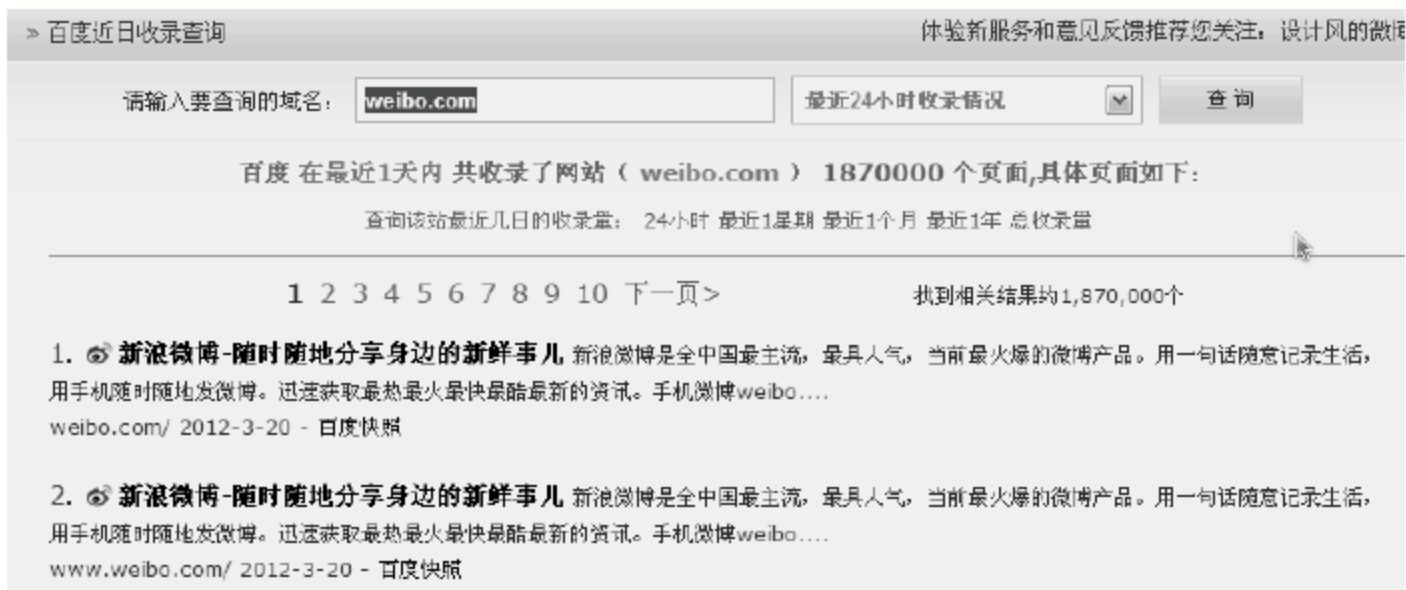 » 百度近日收录查询
体验新服务和意见反馈推荐您关注：设计风的微博
请输入要查询的域名： weibo.com 最近24小时收录情况 查 询
百度 在最近1天内 共收录了网站（ weibo.com ） 1870000 个页面,具体页面如下：
查询该站最近几日的收录量： 24小时 最近1星期 最近1个月 最近1年 总收录量
1 2 3 4 5 6 7 8 9 10 下一页> 找到相关结果约1,870,000个
1. 新浪微博-随时随地分享身边的新鲜事儿 新浪微博是全中国最主流，最具人气，当前最火爆的微博产品。用一句话随意记录生活，
用手机随时随地发微博。迅速获取最热最火最快最酷最新的资讯。手机微博weibo....
weibo.com/ 2012-3-20 - 百度快照
2. 新浪微博-随时随地分享身边的新鲜事儿 新浪微博是全中国最主流，最具人气，当前最火爆的微博产品。用一句话随意记录生活，
用手机随时随地发微博。迅速获取最热最火最快最酷最新的资讯。手机微博weibo....
www.weibo.com/ 2012-3-20 - 百度快照